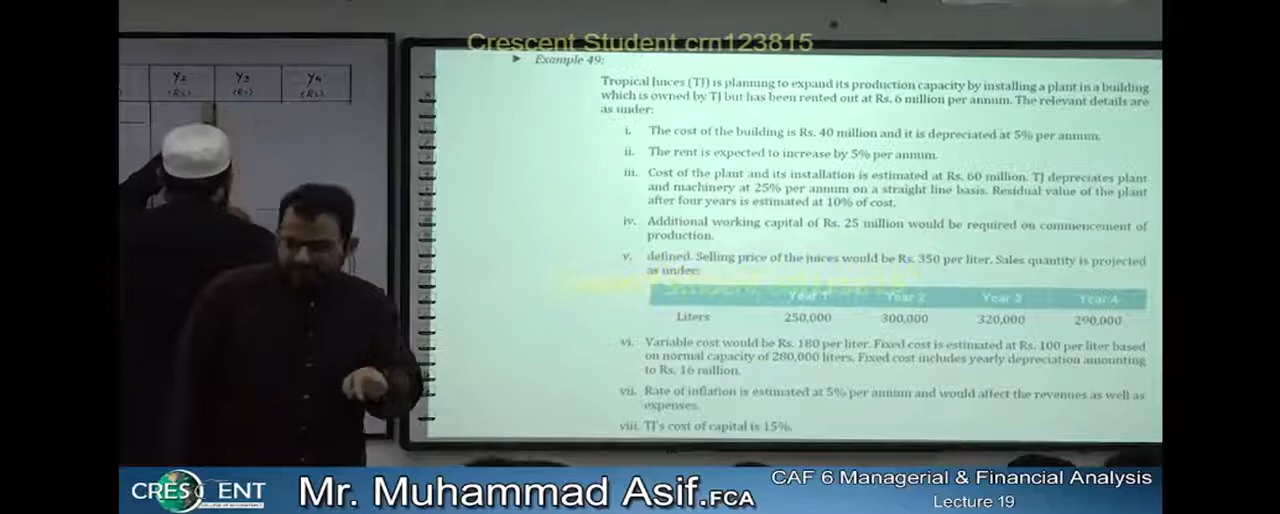 Crescent Student crn123815
Y2 Y3 Y4
(Rs) (Rs) (Rs)
➤ Example 49:
Tropical Juices (TJ) is planning to expand its production capacity by installing a plant in a building
which is owned by TJ but has been rented out at Rs. 6 million per annum. The relevant details are
as under:
i. The cost of the building is Rs. 40 million and it is depreciated at 5% per annum.
ii. The rent is expected to increase by 5% per annum.
iii. Cost of the plant and its installation is estimated at Rs. 60 million. TJ depreciates plant
and machinery at 25% per annum on a straight line basis. Residual value of the plant
after four years is estimated at 10% of cost.
iv. Additional working capital of Rs. 25 million would be required on commencement of
production.
v. defined. Selling price of the juices would be Rs. 350 per liter. Sales quantity is projected
as under:
Year 1 Year 2 Year 3 Year 4
Liters 250,000 300,000 320,000 290,000
vi. Variable cost would be Rs. 180 per liter. Fixed cost is estimated at Rs. 100 per liter based
on normal capacity of 280,000 liters. Fixed cost includes yearly depreciation amounting
to Rs. 16 million.
vii. Rate of inflation is estimated at 5% per annum and would affect the revenues as well as
expenses.
viii. TJ's cost of capital is 15%.
CRESCENT
Mr. Muhammad Asif.FCA
CAF 6 Managerial & Financial Analysis
Lecture 19